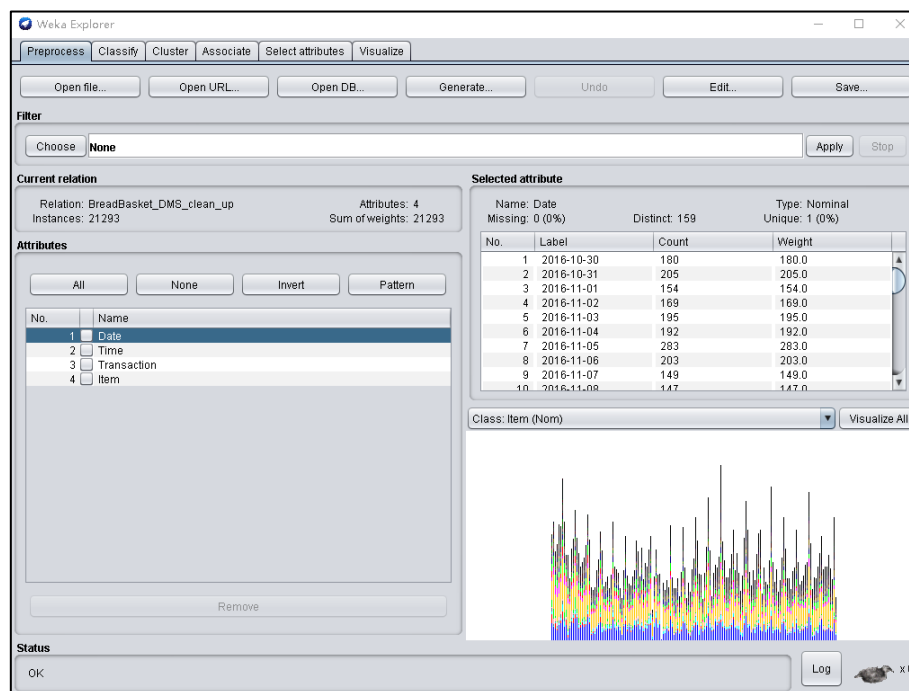 Weka Explorer
Preprocess Classify Cluster Associate Select attributes Visualize
Open file... Open URL... Open DB... Generate... Undo Edit... Save...
Filter
Choose None Apply Stop
Current relation
Relation: BreadBasket_DMS_clean_up Attributes: 4
Instances: 21293 Sum of weights: 21293
Attributes
All None Invert Pattern
No. Name
1 Date
2 Time
3 Transaction
4 Item
Remove
Selected attribute
Name: Date Type: Nominal
Missing: 0 (0%) Distinct: 159 Unique: 1 (0%)
No. Label Count Weight
1 2016-10-30 180 180.0
2 2016-10-31 205 205.0
3 2016-11-01 154 154.0
4 2016-11-02 169 169.0
5 2016-11-03 195 195.0
6 2016-11-04 192 192.0
7 2016-11-05 283 283.0
8 2016-11-06 203 203.0
9 2016-11-07 149 149.0
10 2016-11-08 147 147.0
Class: Item (Nom) Visualize All
Status
OK
Log x